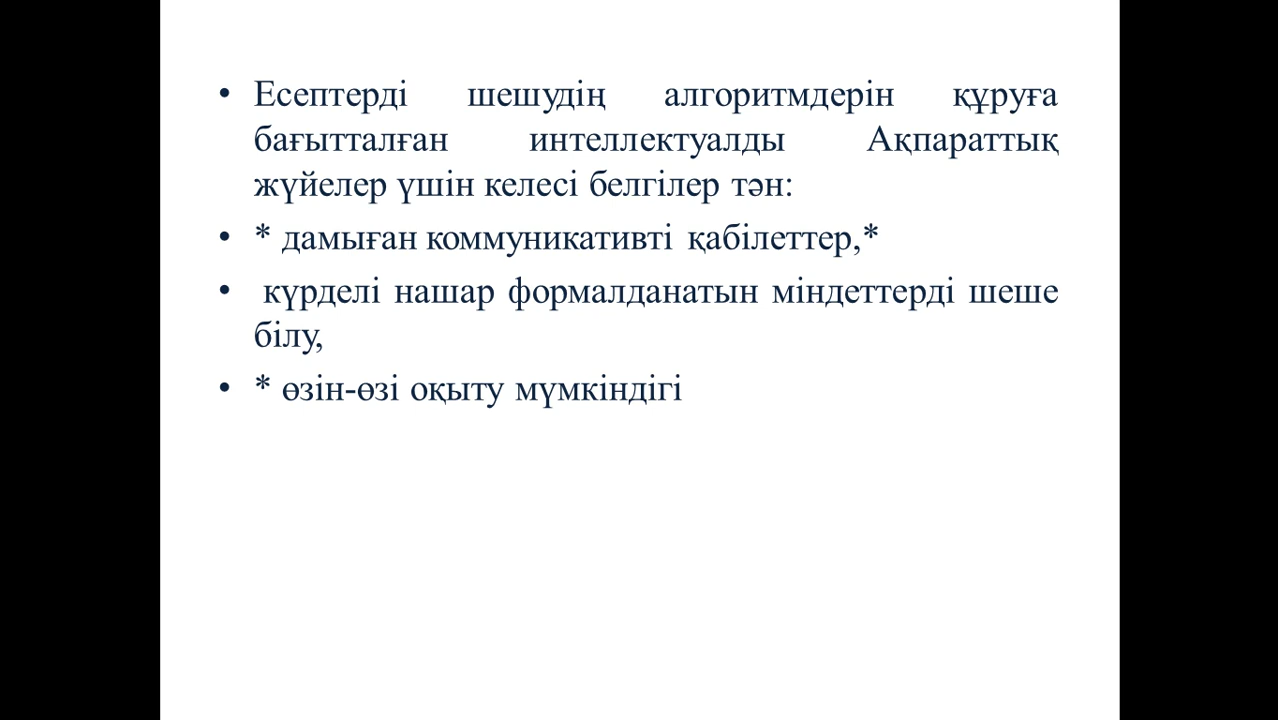 • Есептерді шешудің алгоритмдерін құруға
бағытталған интеллектуалды Ақпараттық
жүйелер үшін келесі белгілер тән:
• * дамыған коммуникативті қабілеттер,*
• күрделі нашар формалданатын міндеттерді шеше
білу,
• * өзін-өзі оқыту мүмкіндігі